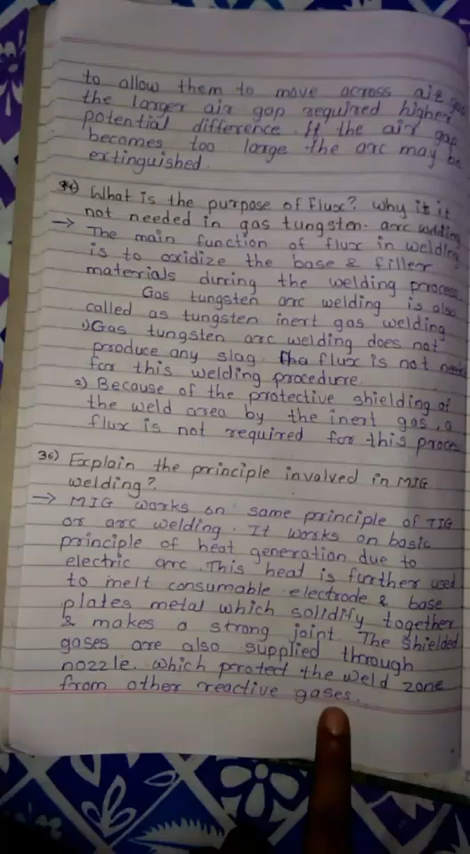 to allow them to move across air gap
the larger air gap required higher
potential difference. If the air gap
becomes too large the arc may be
extinguished.
34) What is the purpose of flux? why is it
not needed in gas tungsten arc welding
→ The main function of flux in welding
is to oxidize the base & filler
materials during the welding process.
Gas tungsten arc welding is also
called as tungsten inert gas welding
1) Gas tungsten arc welding does not
produce any slag. Tha flux is not need
for this welding procedure.
2) Because of the protective shielding of
the weld area by the inert gas, a
flux is not required for this proces
36) Explain the principle involved in MIG
welding?
→ MIG works on same principle of TIG
or arc welding. It works on basic
principle of heat generation due to
electric arc. This heat is further used
to melt consumable electrode & base
plates metal which solidify together
& makes a strong joint. The shielded
gases are also supplied through
nozzle. which protect the weld zone
from other reactive gases.